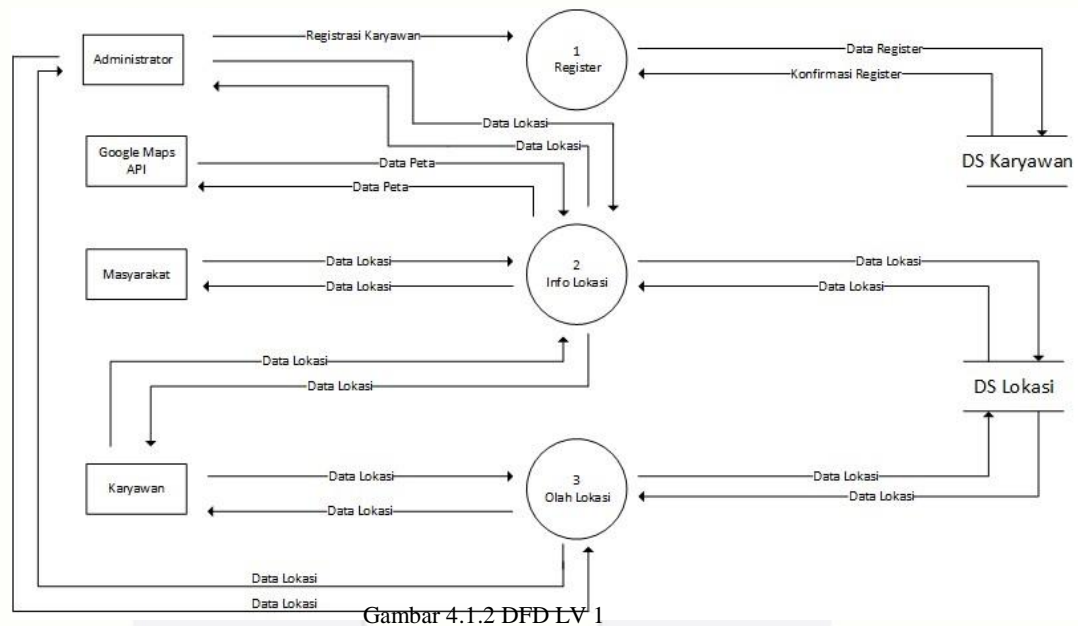 Registrasi Karyawan
Administrator
1
Register
Data Register
Konfirmasi Register
Data Lokasi
Data Lokasi
Google Maps
API
Data Peta
Data Peta
DS Karyawan
Masyarakat
Data Lokasi
Data Lokasi
2
Info Lokasi
Data Lokasi
Data Lokasi
Data Lokasi
Data Lokasi
DS Lokasi
Karyawan
Data Lokasi
Data Lokasi
3
Olah Lokasi
Data Lokasi
Data Lokasi
Data Lokasi
Data Lokasi
Gambar 4.1.2 DFD LV 1